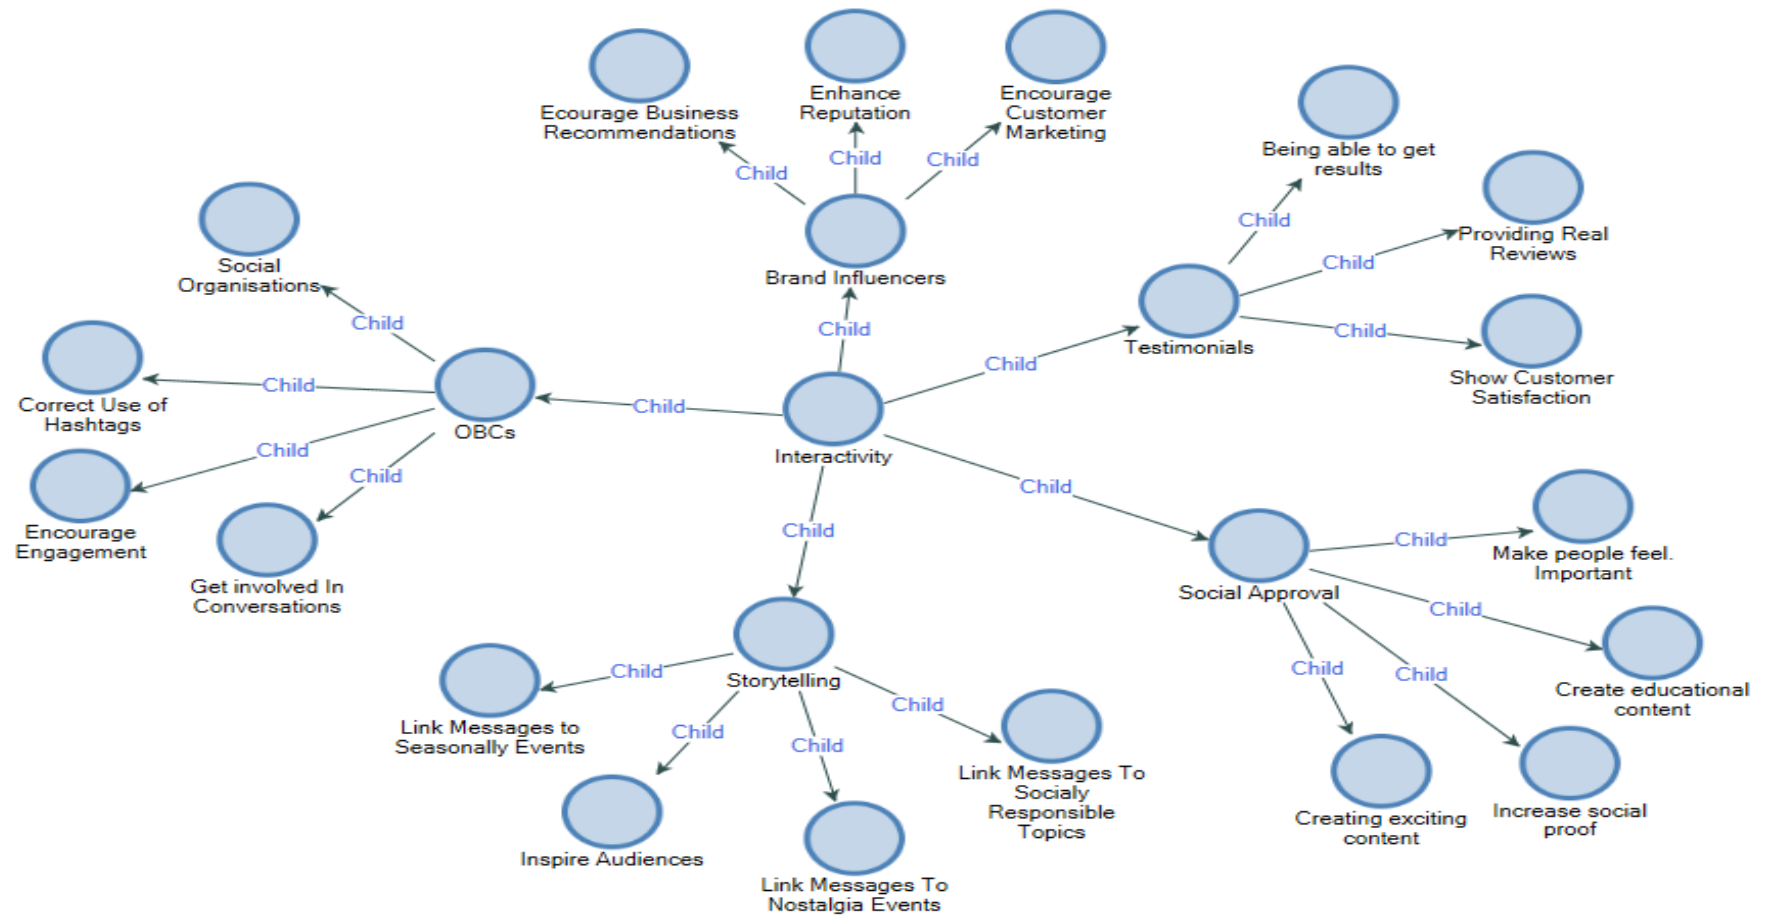 Ecourage Business
Recommendations
Enhance
Reputation
Encourage
Customer
Marketing
Child
Child
Child
Brand Influencers
Being able to get
results
Providing Real
Reviews
Show Customer
Satisfaction
Child
Child
Child
Testimonials
Social
Organisations
Correct Use of
Hashtags
Encourage
Engagement
Get involved In
Conversations
Child
Child
Child
Child
OBCs
Child
Child
Child
Child
Child
Interactivity
Storytelling
Child
Child
Child
Child
Link Messages to
Seasonally Events
Inspire Audiences
Link Messages To
Nostalgia Events
Link Messages To
Socialy
Responsible
Topics
Social Approval
Child
Child
Child
Child
Make people feel.
Important
Create educational
content
Increase social
proof
Creating exciting
content